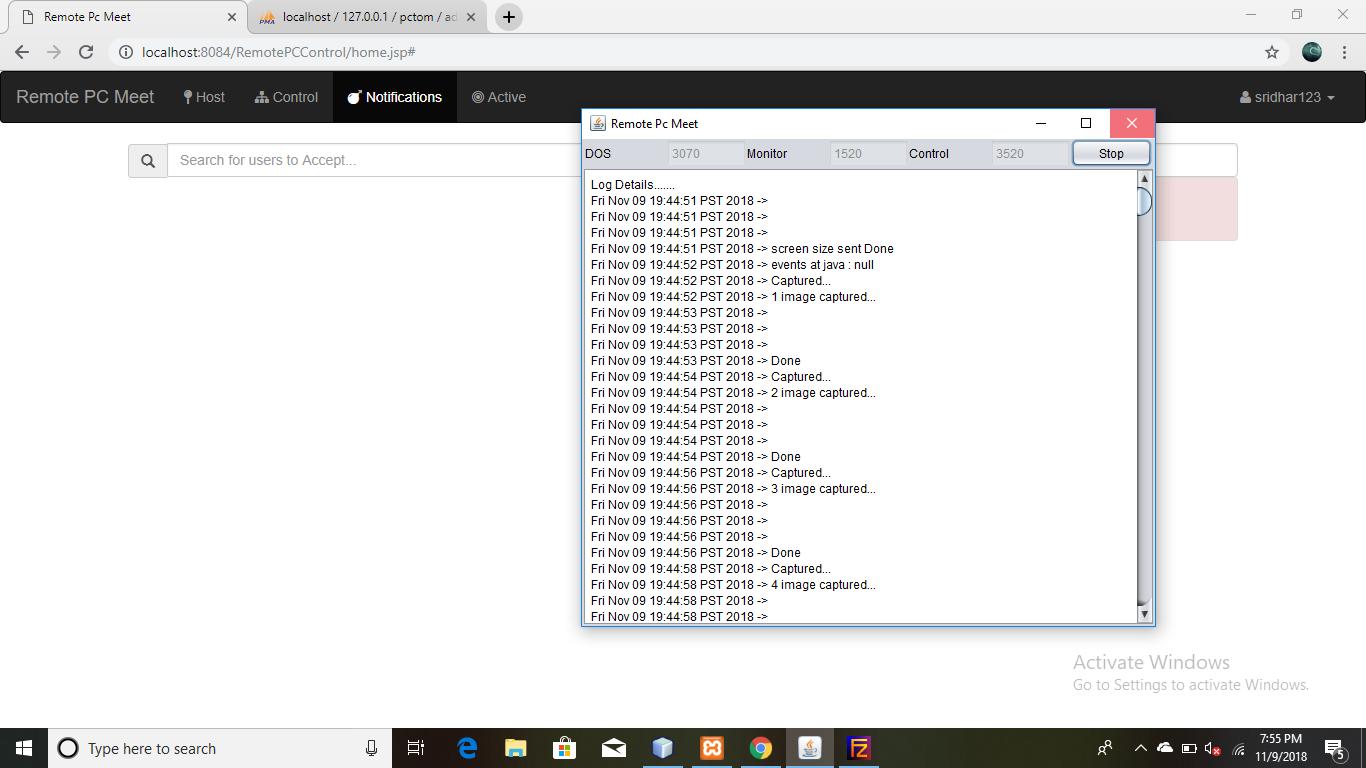 Remote Pc Meet
localhost / 127.0.0.1 / pctom / ad
localhost:8084/RemotePCControl/home.jsp#
Remote PC Meet Host Control Notifications Active sridhar123
Search for users to Accept...
Remote Pc Meet
DOS 3070 Monitor 1520 Control 3520 Stop
Log Details.......
Fri Nov 09 19:44:51 PST 2018 ->
Fri Nov 09 19:44:51 PST 2018 ->
Fri Nov 09 19:44:51 PST 2018 ->
Fri Nov 09 19:44:51 PST 2018 -> screen size sent Done
Fri Nov 09 19:44:52 PST 2018 -> events at java : null
Fri Nov 09 19:44:52 PST 2018 -> Captured...
Fri Nov 09 19:44:52 PST 2018 -> 1 image captured...
Fri Nov 09 19:44:53 PST 2018 ->
Fri Nov 09 19:44:53 PST 2018 ->
Fri Nov 09 19:44:53 PST 2018 ->
Fri Nov 09 19:44:53 PST 2018 -> Done
Fri Nov 09 19:44:54 PST 2018 -> Captured...
Fri Nov 09 19:44:54 PST 2018 -> 2 image captured...
Fri Nov 09 19:44:54 PST 2018 ->
Fri Nov 09 19:44:54 PST 2018 ->
Fri Nov 09 19:44:54 PST 2018 ->
Fri Nov 09 19:44:54 PST 2018 -> Done
Fri Nov 09 19:44:56 PST 2018 -> Captured...
Fri Nov 09 19:44:56 PST 2018 -> 3 image captured...
Fri Nov 09 19:44:56 PST 2018 ->
Fri Nov 09 19:44:56 PST 2018 ->
Fri Nov 09 19:44:56 PST 2018 ->
Fri Nov 09 19:44:56 PST 2018 -> Done
Fri Nov 09 19:44:58 PST 2018 -> Captured...
Fri Nov 09 19:44:58 PST 2018 -> 4 image captured...
Fri Nov 09 19:44:58 PST 2018 ->
Fri Nov 09 19:44:58 PST 2018 ->
Activate Windows
Go to Settings to activate Windows.
Type here to search
7:55 PM
11/9/2018
5